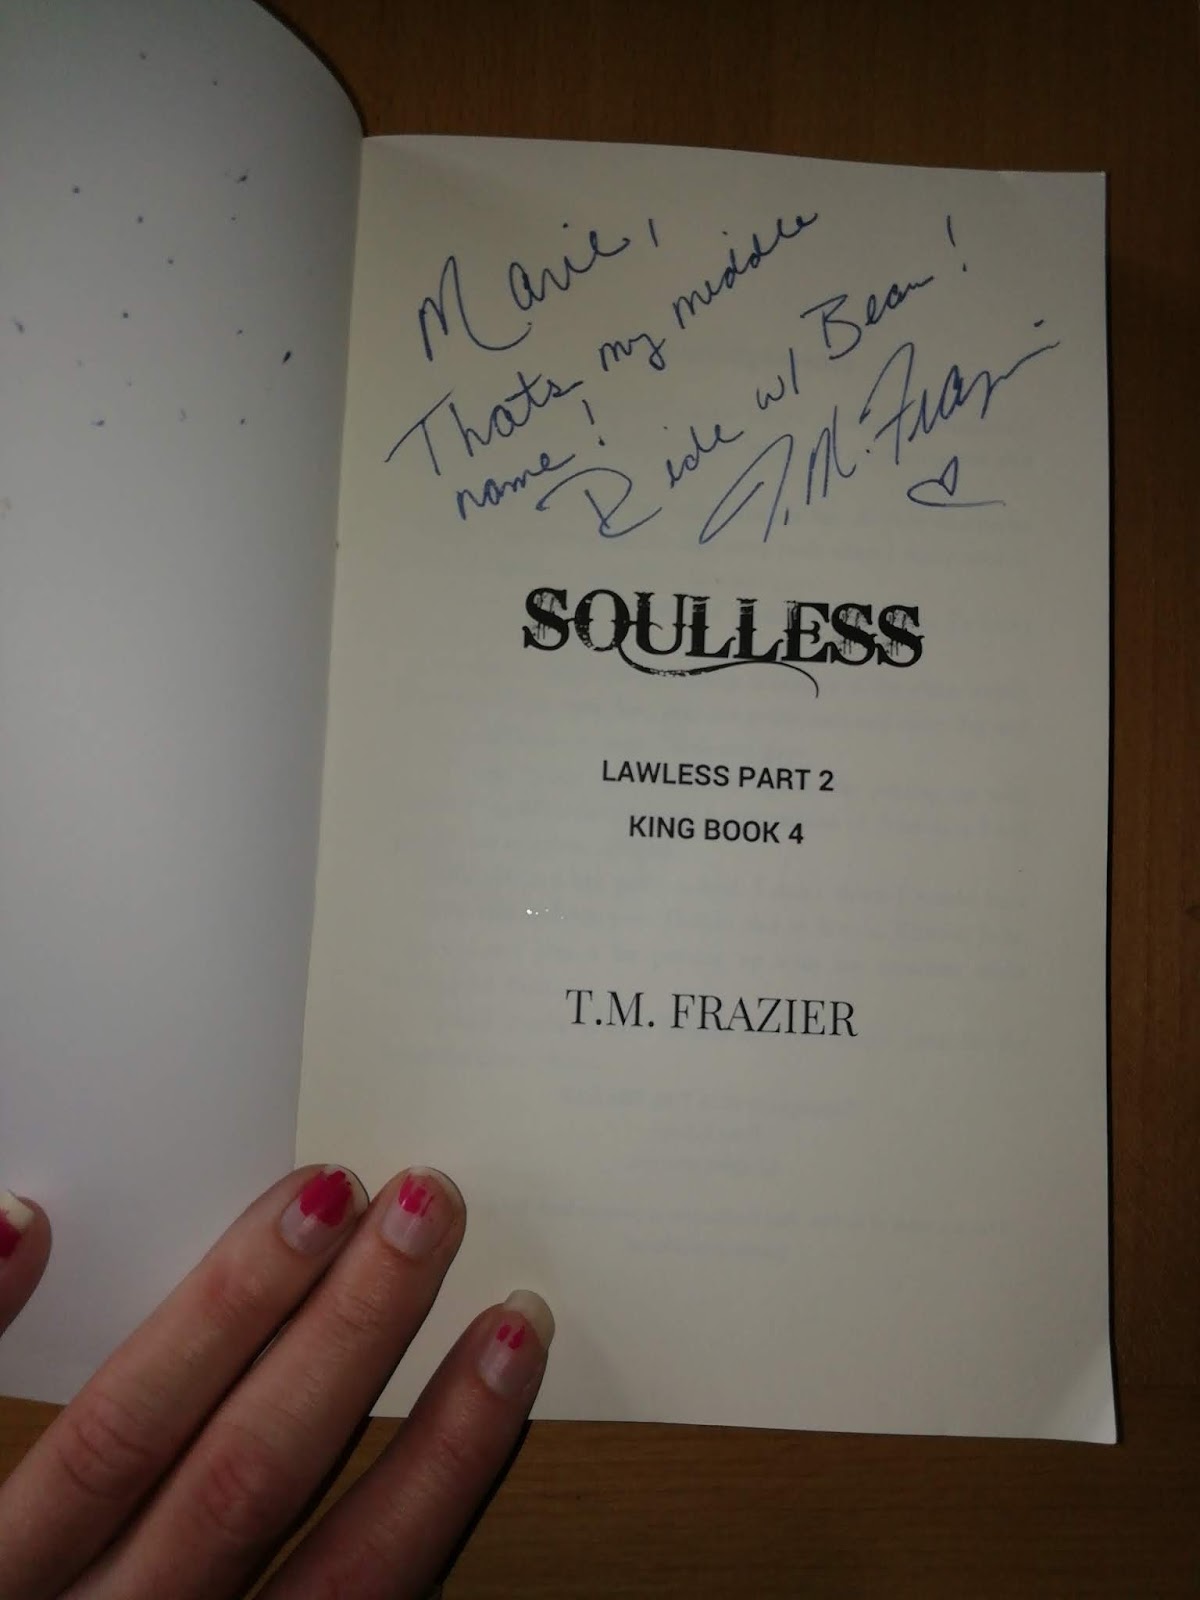 Marie,
Thats my middle
name!
Ride w/ Bear!
T.M. Frazier
SOULLESS
LAWLESS PART 2
KING BOOK 4
T.M. FRAZIER